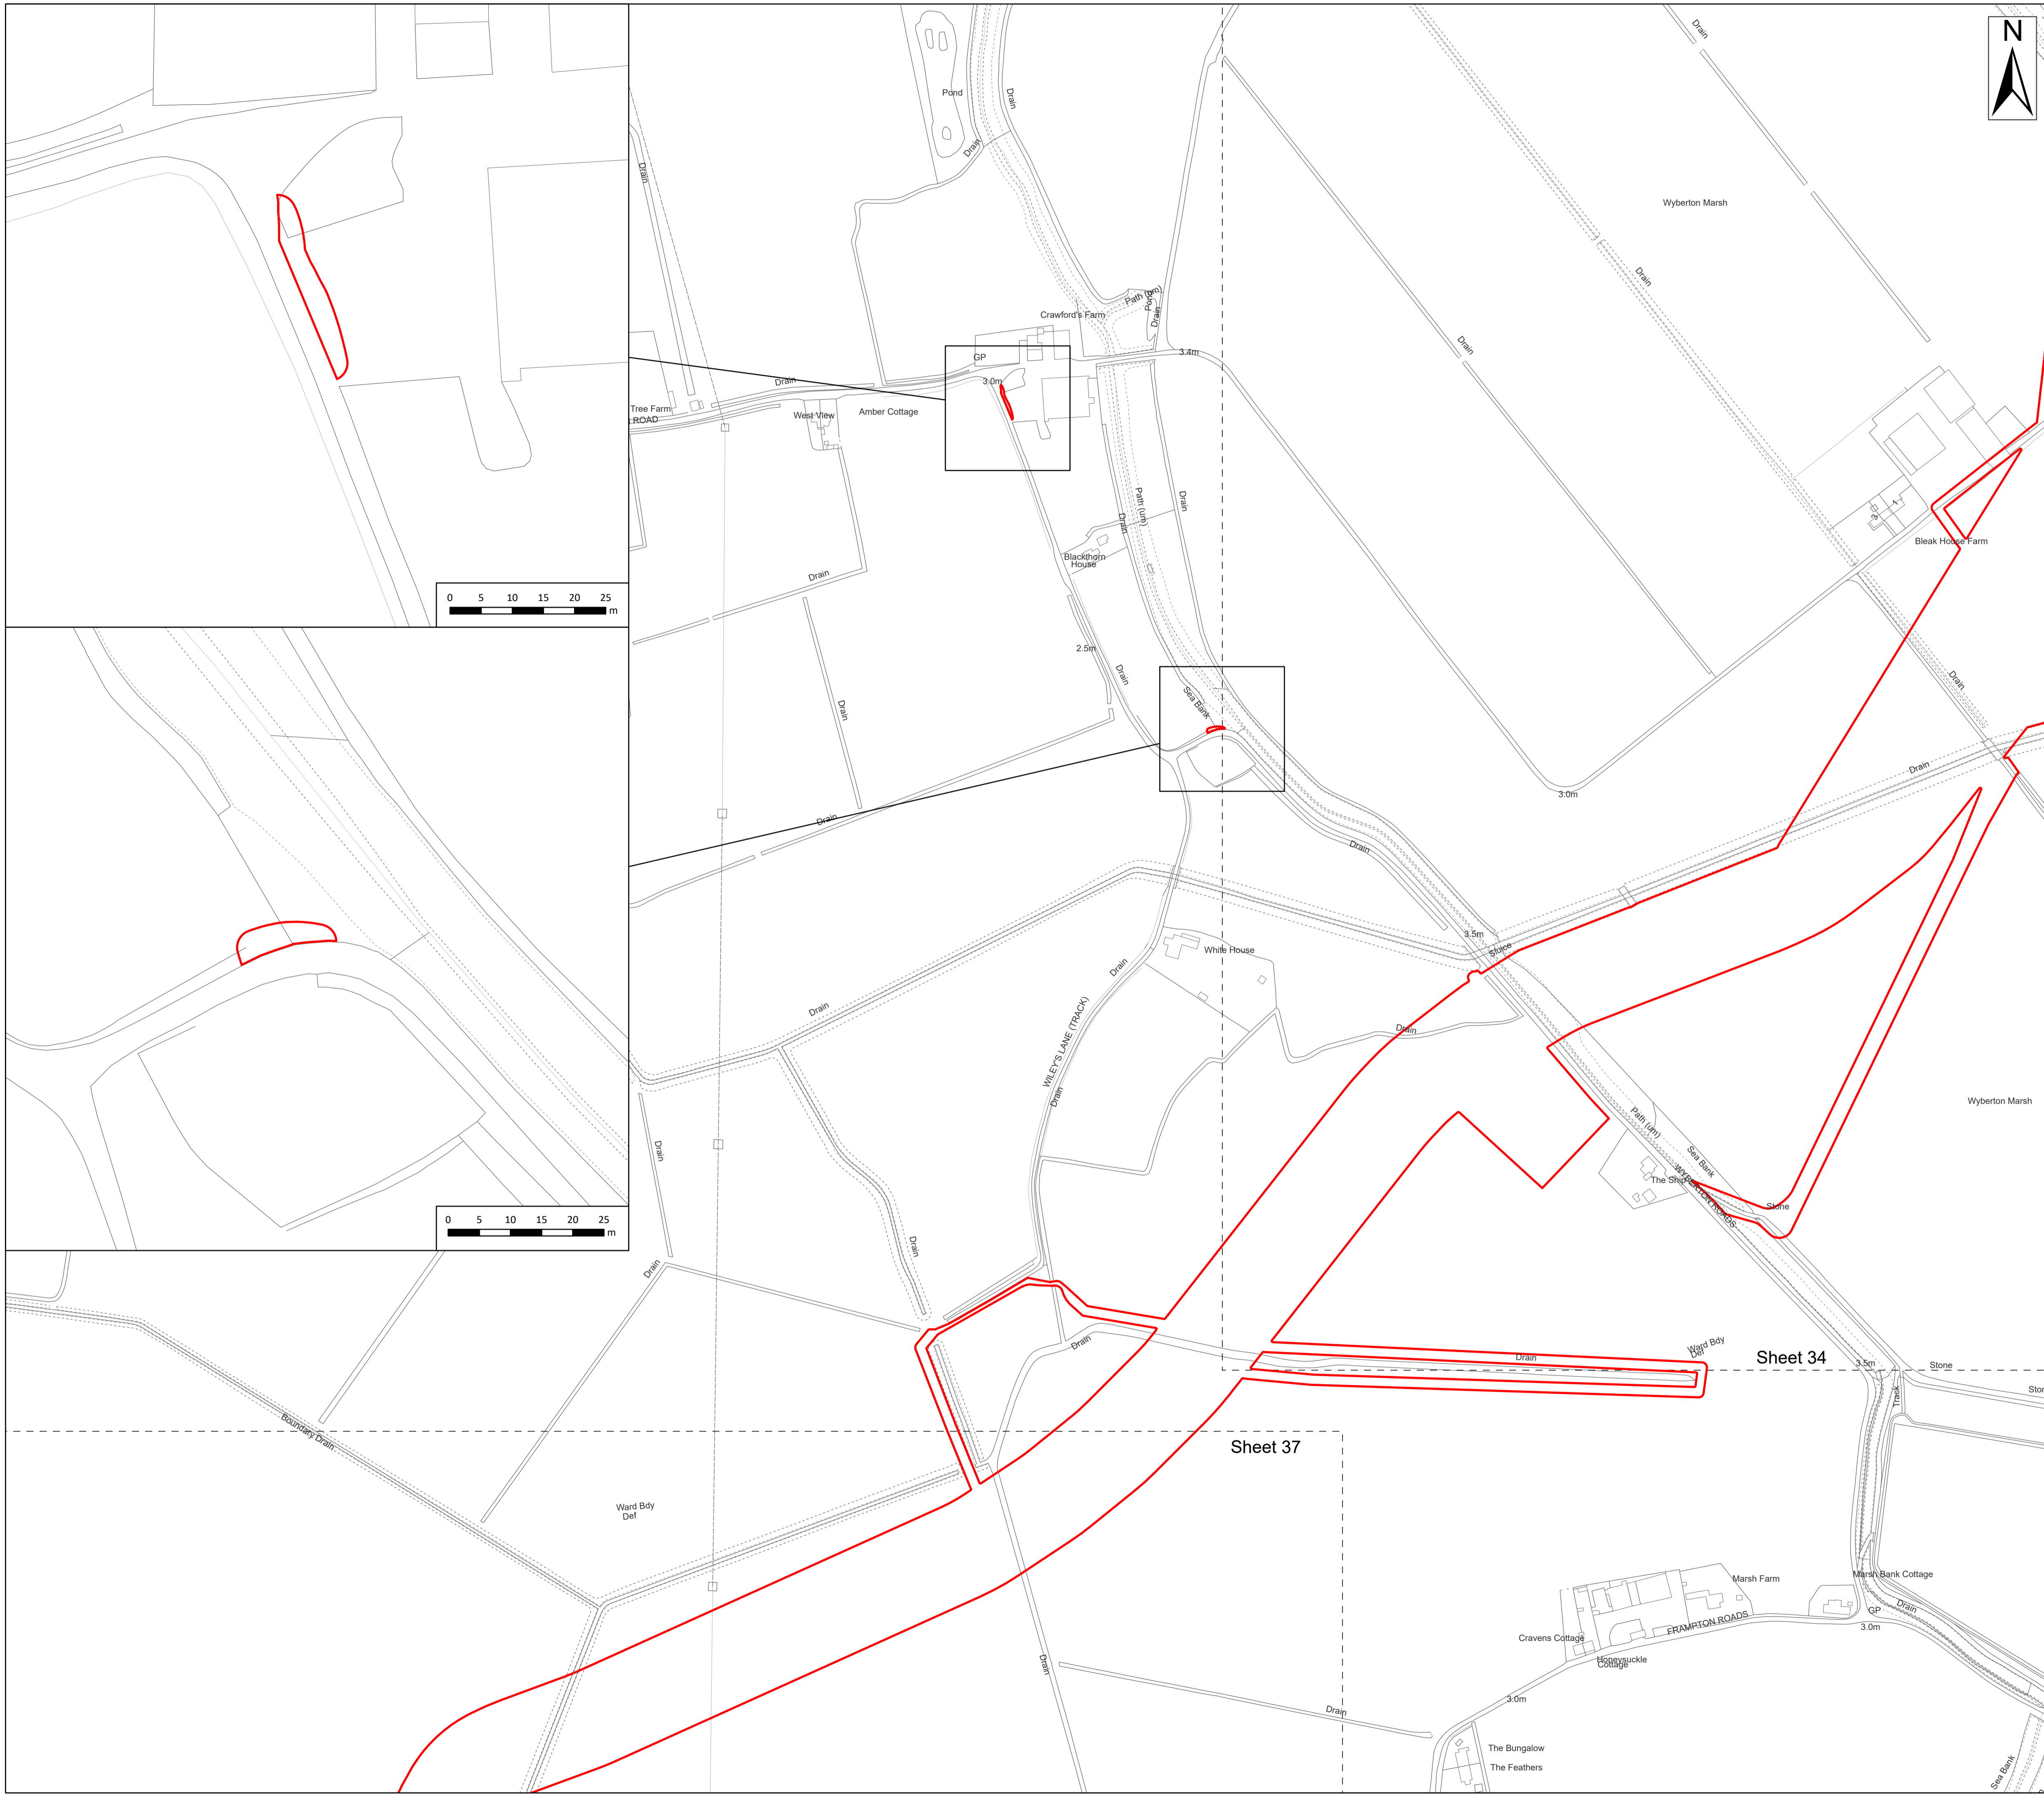 N
Drain
Pond
Drain
Drain
Drain
Wyberton Marsh
Drain
Path (um)
Pond
Drain
Crawford's Farm
GP
3.4m
Drain
3.0m
Drain
Tree Farm
ROAD
West View
Amber Cottage
Path (um)
Drain
Drain
3
1
Bleak House Farm
Blackthorn
House
Drain
0 5 10 15 20 25
m
2.5m
Drain
Drain
Sea Bank
Drain
Drain
3.0m
Drain
Drain
3.5m
Sluice
White House
Drain
Drain
Drain
WILEY'S LANE (TRACK)
Drain
Wyberton Marsh
Path (um)
Drain
Sea Bank
The Ship
WYBERTON ROADS
Stone
0 5 10 15 20 25
m
Drain
Drain
Drain
Ward Bdy
Def
Drain
Sheet 34
3.5m
Stone
Track
Boundary Drain
Sheet 37
Ward Bdy
Def
Marsh Farm
Marsh Bank Cottage
GP
Drain
FRAMPTON ROADS
3.0m
Cravens Cottage
Honeysuckle
Cottage
Drain
3.0m
Drain
The Bungalow
The Feathers
Sea Bank